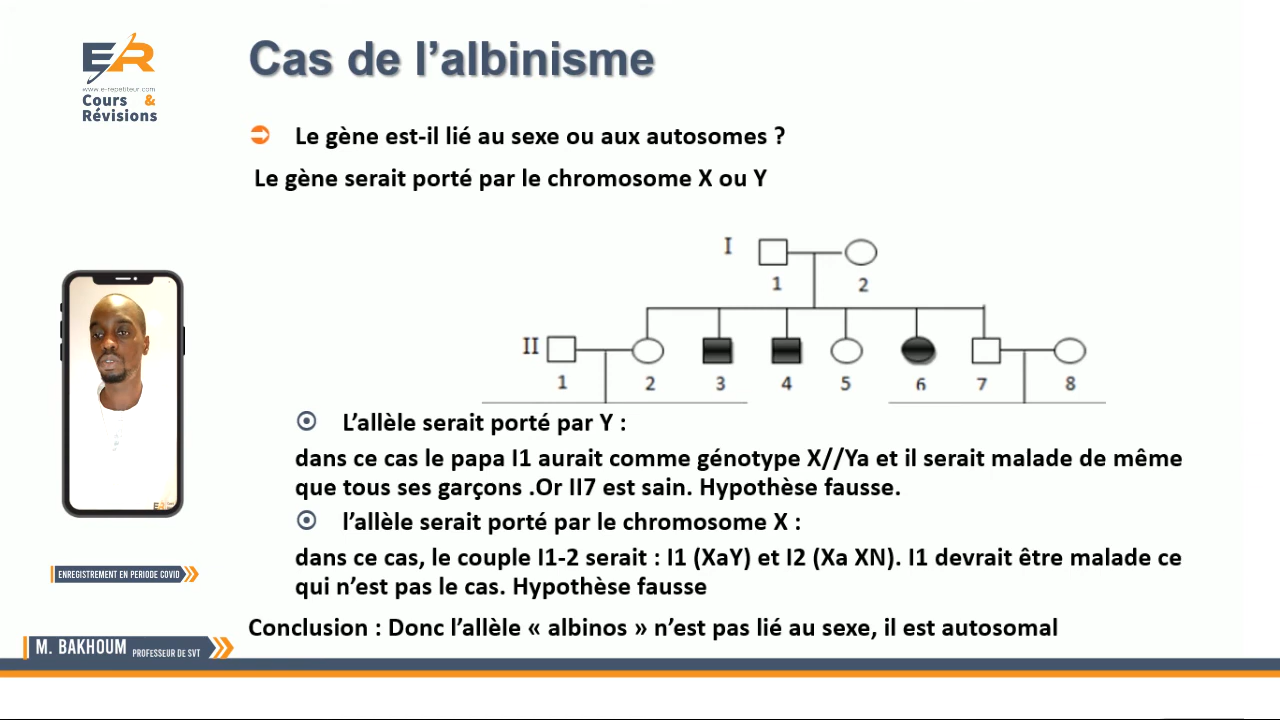 ER
www.e-repetiteur.com
Cours &
Révisions
Cas de l’albinisme
Le gène est-il lié au sexe ou aux autosomes ?
Le gène serait porté par le chromosome X ou Y
I
1 2
II
1 2 3 4 5 6 7 8
L’allèle serait porté par Y :
dans ce cas le papa I1 aurait comme génotype X//Ya et il serait malade de même
que tous ses garçons .Or II7 est sain. Hypothèse fausse.
l’allèle serait porté par le chromosome X :
dans ce cas, le couple I1-2 serait : I1 (XaY) et I2 (Xa XN). I1 devrait être malade ce
qui n’est pas le cas. Hypothèse fausse
Conclusion : Donc l’allèle « albinos » n’est pas lié au sexe, il est autosomal
ENREGISTREMENT EN PERIODE COVID
M. BAKHOUM PROFESSEUR DE SVT